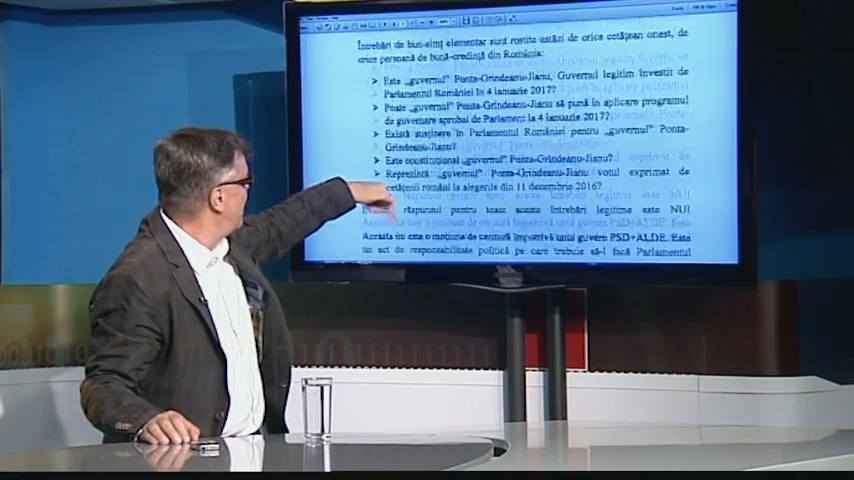 Întrebări de bun-simț elementar sunt rostite astăzi de orice cetățean onest, de
orice persoană de bună-credință din România:
➤ Este „guvernul” Ponta-Grindeanu-Jianu, Guvernul legitim învestit de
Parlamentul României în 4 ianuarie 2017?
➤ Poate „guvernul” Ponta-Grindeanu-Jianu să pună în aplicare programul
de guvernare aprobat de Parlament la 4 ianuarie 2017?
➤ Există susținere în Parlamentul României pentru „guvernul” Ponta-
Grindeanu-Jianu?
➤ Este constituțional „guvernul” Ponta-Grindeanu-Jianu?
➤ Reprezintă „guvernul” Ponta-Grindeanu-Jianu votul exprimat de
cetățenii români la alegerile din 11 decembrie 2016?
răspunsul pentru toate aceste întrebări legitime este NU!
Aceasta nu este o moțiune de cenzură împotriva unui guvern PSD+ALDE. Este
un act de responsabilitate politică pe care trebuie să-l facă Parlamentul